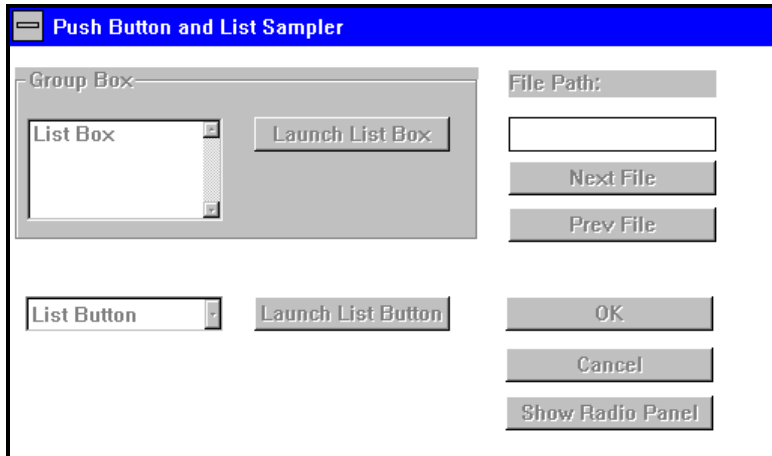 Push Button and List Sampler
Group Box
List Box
Launch List Box
File Path:
Next File
Prev File
List Button
Launch List Button
OK
Cancel
Show Radio Panel